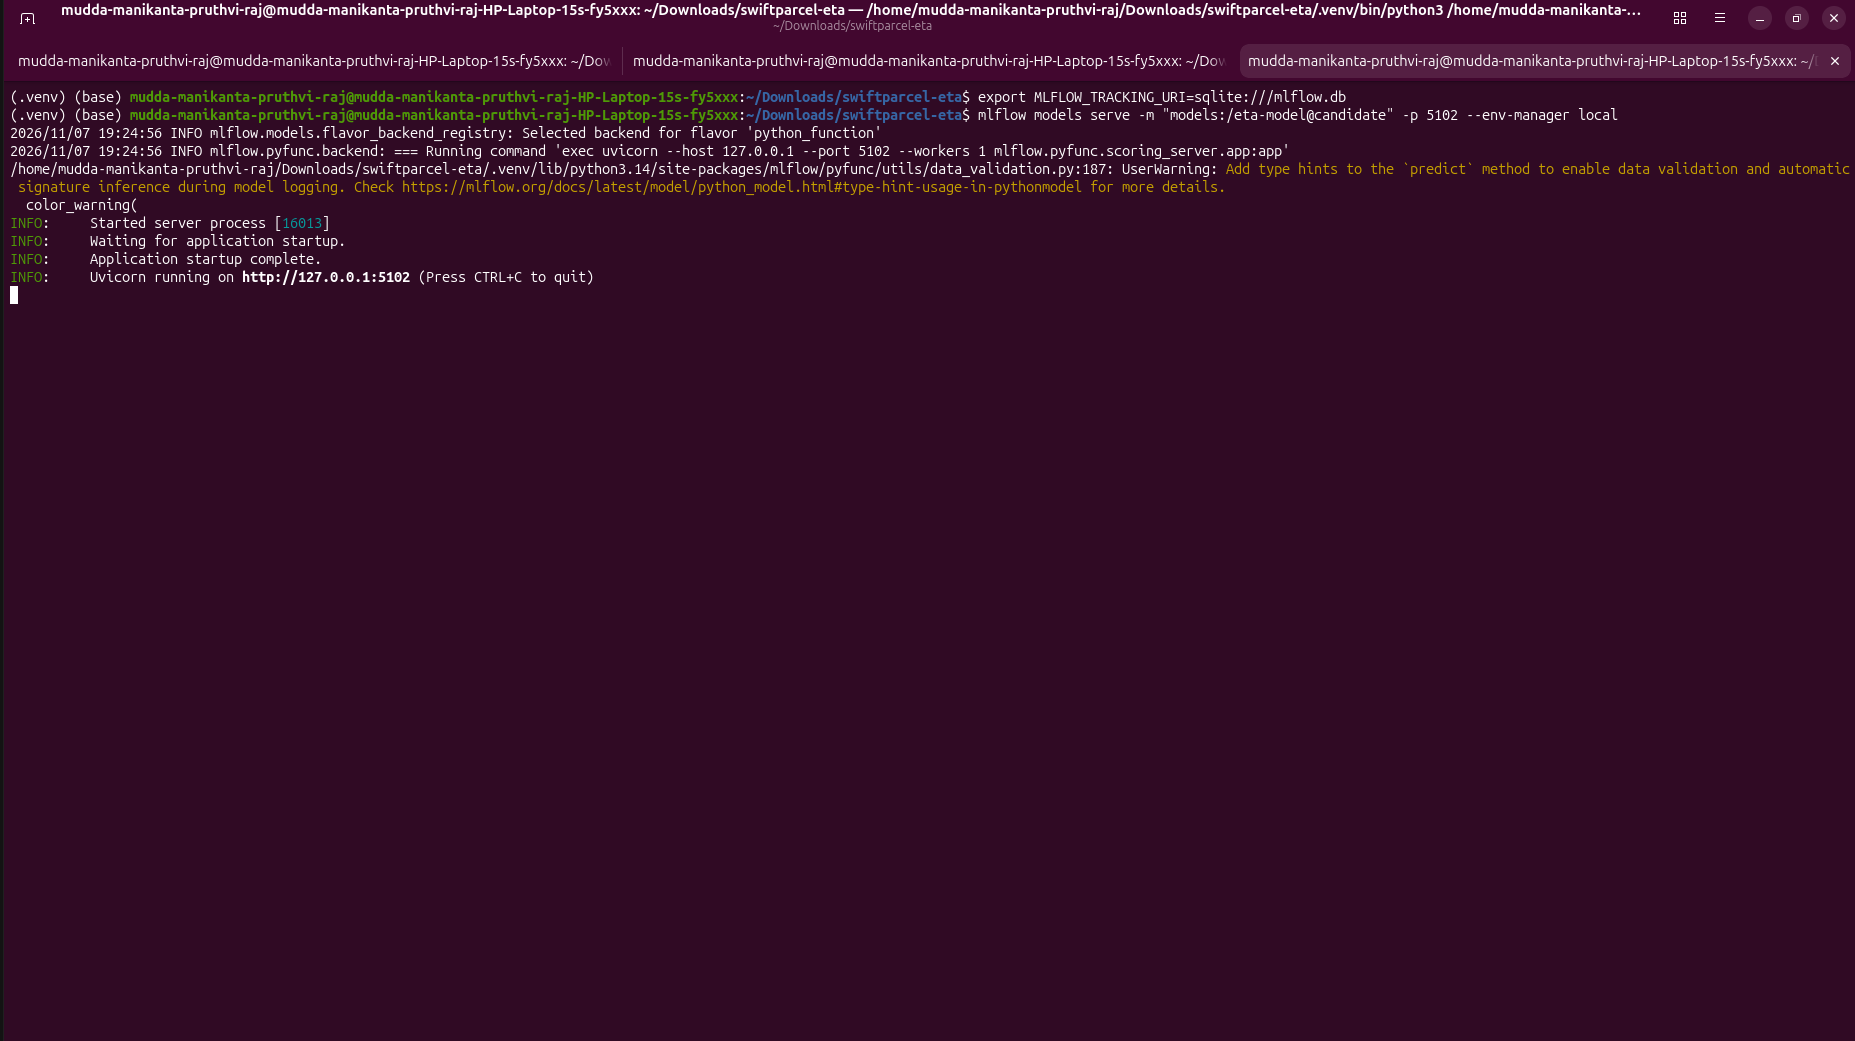 mudda-manikanta-pruthvi-raj@mudda-manikanta-pruthvi-raj-HP-Laptop-15s-fy5xxx: ~/Downloads/swiftparcel-eta — /home/mudda-manikanta-pruthvi-raj/Downloads/swiftparcel-eta/.venv/bin/python3 /home/mudda-manikanta-…
~/Downloads/swiftparcel-eta
mudda-manikanta-pruthvi-raj@mudda-manikanta-pruthvi-raj-HP-Laptop-15s-fy5xxx: ~/Dow
mudda-manikanta-pruthvi-raj@mudda-manikanta-pruthvi-raj-HP-Laptop-15s-fy5xxx: ~/Dow
mudda-manikanta-pruthvi-raj@mudda-manikanta-pruthvi-raj-HP-Laptop-15s-fy5xxx: ~/
(.venv) (base) mudda-manikanta-pruthvi-raj@mudda-manikanta-pruthvi-raj-HP-Laptop-15s-fy5xxx:~/Downloads/swiftparcel-eta$ export MLFLOW_TRACKING_URI=sqlite:///mlflow.db
(.venv) (base) mudda-manikanta-pruthvi-raj@mudda-manikanta-pruthvi-raj-HP-Laptop-15s-fy5xxx:~/Downloads/swiftparcel-eta$ mlflow models serve -m "models:/eta-model@candidate" -p 5102 --env-manager local
2026/11/07 19:24:56 INFO mlflow.models.flavor_backend_registry: Selected backend for flavor 'python_function'
2026/11/07 19:24:56 INFO mlflow.pyfunc.backend: === Running command 'exec uvicorn --host 127.0.0.1 --port 5102 --workers 1 mlflow.pyfunc.scoring_server.app:app'
/home/mudda-manikanta-pruthvi-raj/Downloads/swiftparcel-eta/.venv/lib/python3.14/site-packages/mlflow/pyfunc/utils/data_validation.py:187: UserWarning: Add type hints to the `predict` method to enable data validation and automatic
signature inference during model logging. Check https://mlflow.org/docs/latest/model/python_model.html#type-hint-usage-in-pythonmodel for more details.
color_warning(
INFO:     Started server process [16013]
INFO:     Waiting for application startup.
INFO:     Application startup complete.
INFO:     Uvicorn running on http://127.0.0.1:5102 (Press CTRL+C to quit)